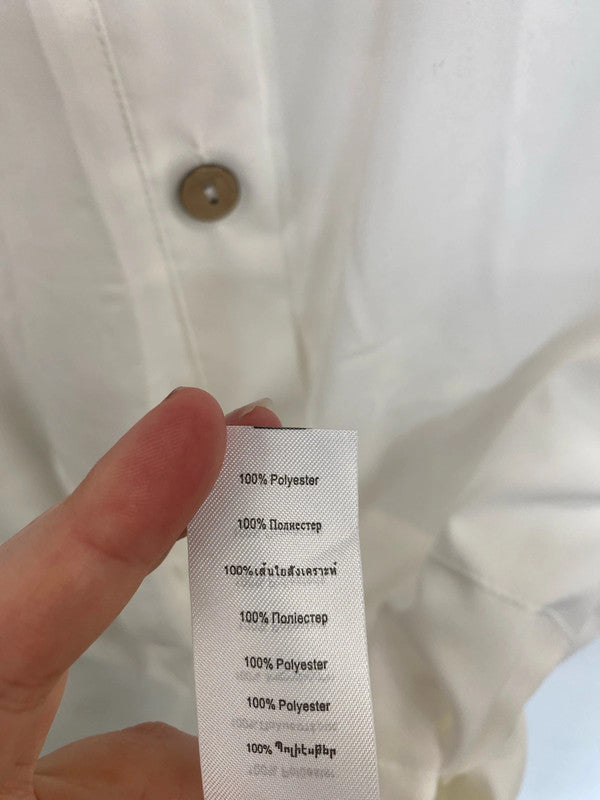 100% Polyester
100% Полиестер
100%เส้นใยสังเคราะห์
100% Поліестер
100% Polyester
100% Polyester
100% Պոլիէսթեր